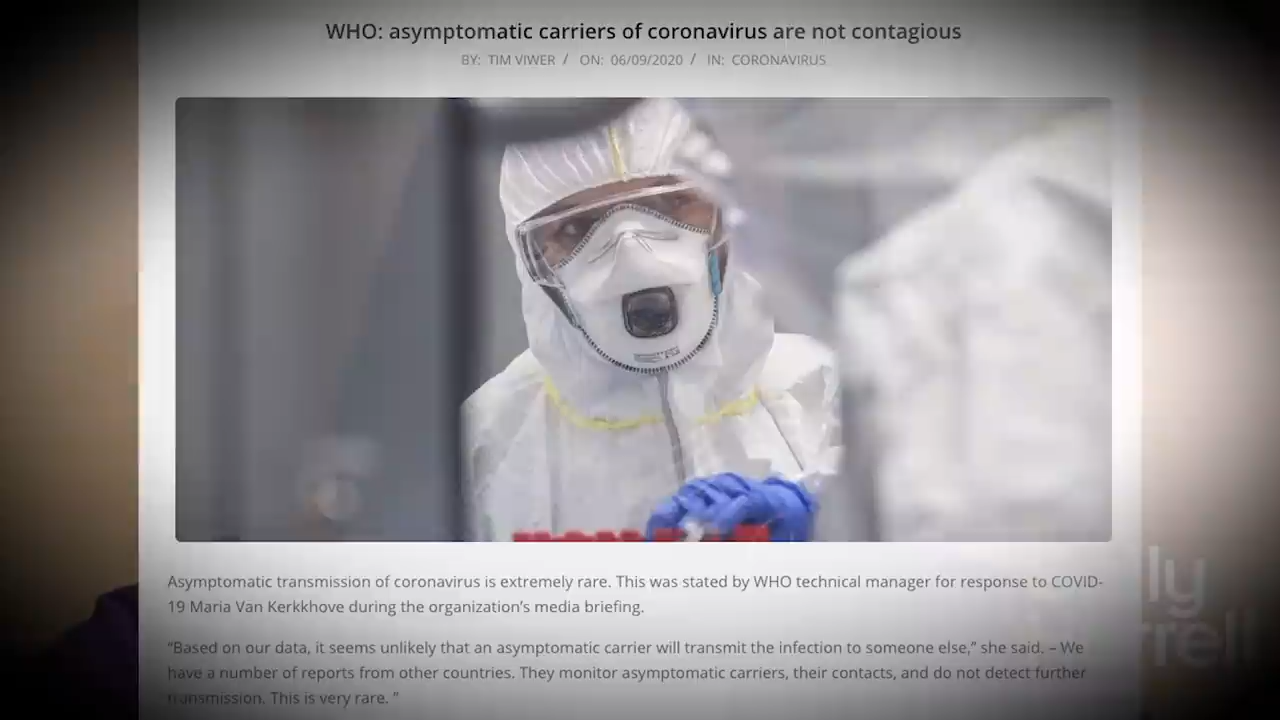 WHO: asymptomatic carriers of coronavirus are not contagious
BY: TIM VIWER / ON: 06/09/2020 / IN: CORONAVIRUS
Asymptomatic transmission of coronavirus is extremely rare. This was stated by WHO technical manager for response to COVID-
19 Maria Van Kerkkhove during the organization's media briefing.
“Based on our data, it seems unlikely that an asymptomatic carrier will transmit the infection to someone else,” she said. – We
have a number of reports from other countries. They monitor asymptomatic carriers, their contacts, and do not detect further
transmission. This is very rare. ”
ly
rrell